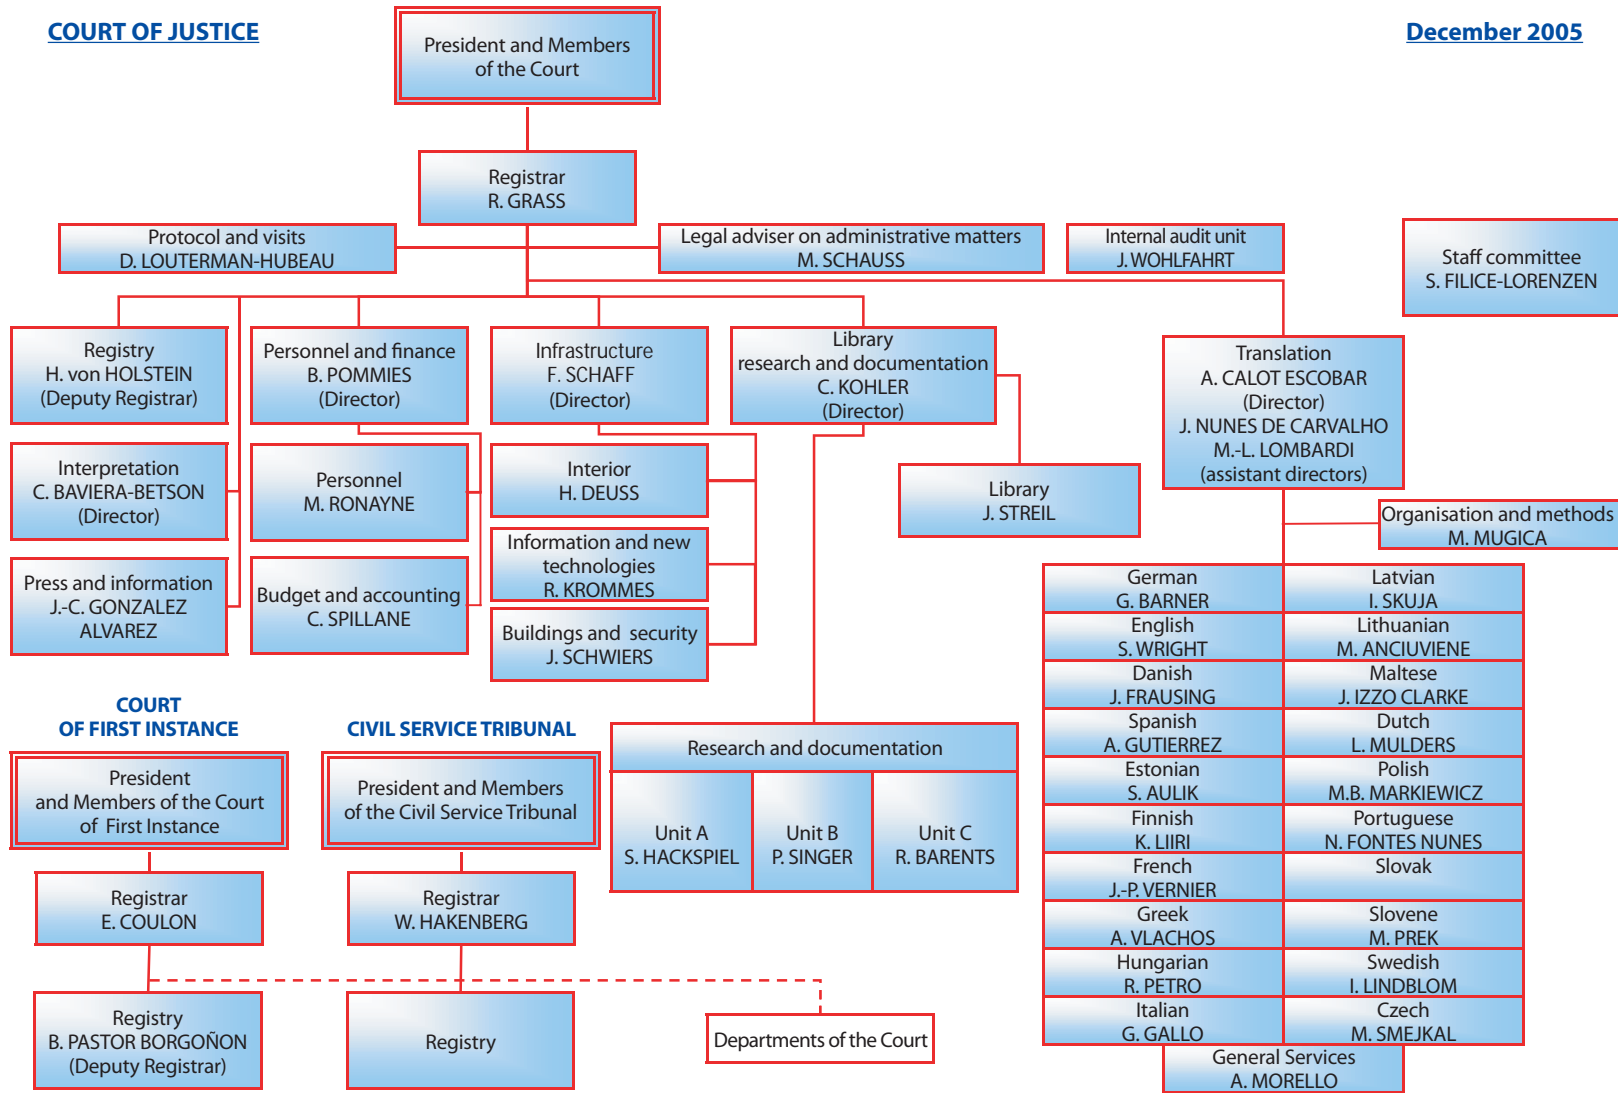 COURT OF JUSTICE
December 2005
President and Members
of the Court
Registrar
R. GRASS
Protocol and visits
D. LOUTERMAN-HUBEAU
Legal adviser on administrative matters
M. SCHAUSS
Internal audit unit
J. WOHLFAHRT
Staff committee
S. FILICE-LORENZEN
Registry
H. von HOLSTEIN
(Deputy Registrar)
Personnel and finance
B. POMMIES
(Director)
Infrastructure
F. SCHAFF
(Director)
Library
research and documentation
C. KOHLER
(Director)
Translation
A. CALOT ESCOBAR
(Director)
J. NUNES DE CARVALHO
M.-L. LOMBARDI
(assistant directors)
Interpretation
C. BAVIERA-BETSON
(Director)
Personnel
M. RONAYNE
Interior
H. DEUSS
Library
J. STREIL
Organisation and methods
M. MUGICA
Press and information
J.-C. GONZALEZ
ALVAREZ
Budget and accounting
C. SPILLANE
Information and new
technologies
R. KROMMES
Buildings and security
J. SCHWIERS
German
G. BARNER
Latvian
I. SKUJA
English
S. WRIGHT
Lithuanian
M. ANCIUVIENE
Danish
J. FRAUSING
Maltese
J. IZZO CLARKE
Spanish
A. GUTIERREZ
Dutch
L. MULDERS
Estonian
S. AULIK
Polish
M.B. MARKIEWICZ
Finnish
K. LIIRI
Portuguese
N. FONTES NUNES
French
J.-P. VERNIER
Slovak
Greek
A. VLACHOS
Slovene
M. PREK
Hungarian
R. PETRO
Swedish
I. LINDBLOM
Italian
G. GALLO
Czech
M. SMEJKAL
General Services
A. MORELLO
Research and documentation
Unit A
S. HACKSPIEL
Unit B
P. SINGER
Unit C
R. BARENTS
COURT
OF FIRST INSTANCE
President
and Members of the Court
of First Instance
Registrar
E. COULON
Registry
B. PASTOR BORGOÑON
(Deputy Registrar)
CIVIL SERVICE TRIBUNAL
President and Members
of the Civil Service Tribunal
Registrar
W. HAKENBERG
Registry
Departments of the Court